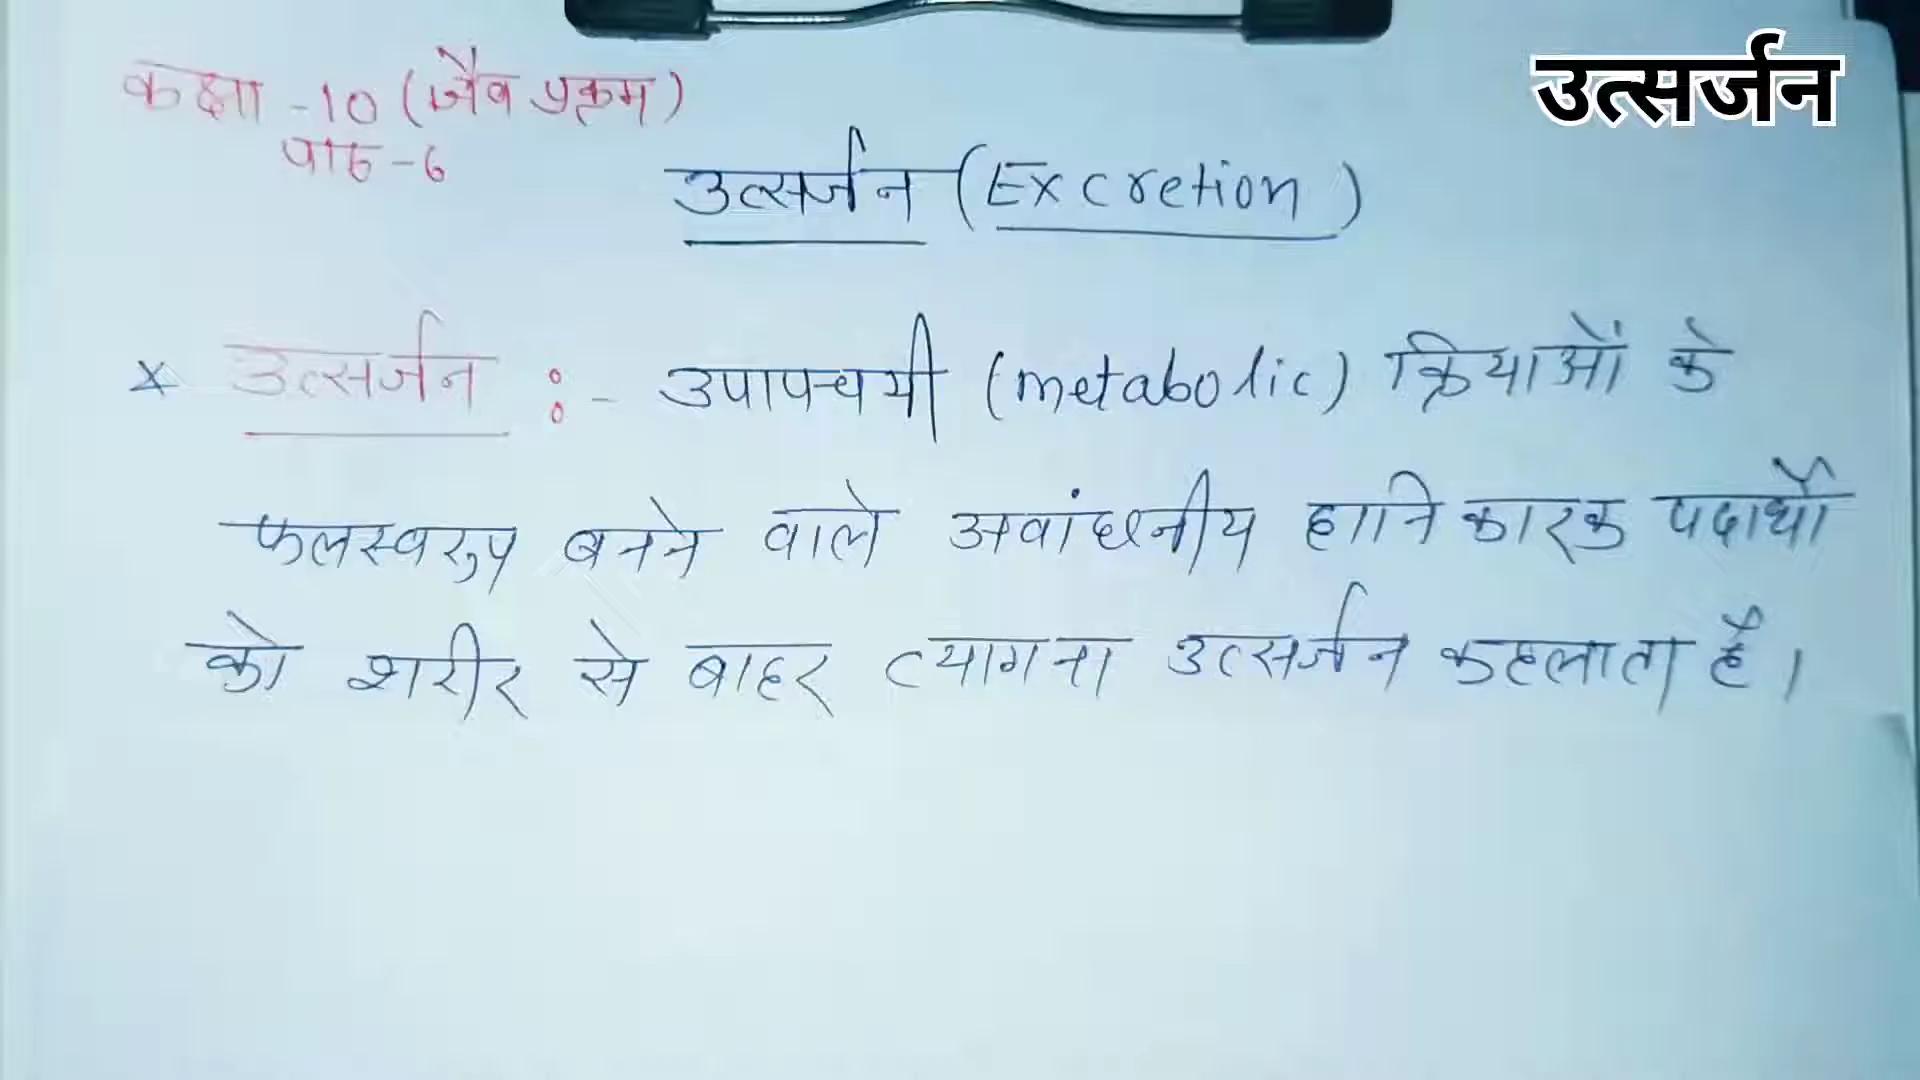 उत्सर्जन
कक्षा -10 (जैव प्रक्रम)
पाठ -6
उत्सर्जन (Excretion)
* उत्सर्जन :- उपापचयी (metabolic) क्रियाओं के
फलस्वरुप बनने वाले अवांछनीय हानिकारक पदार्थों
को शरीर से बाहर त्यागना उत्सर्जन कहलाता है।